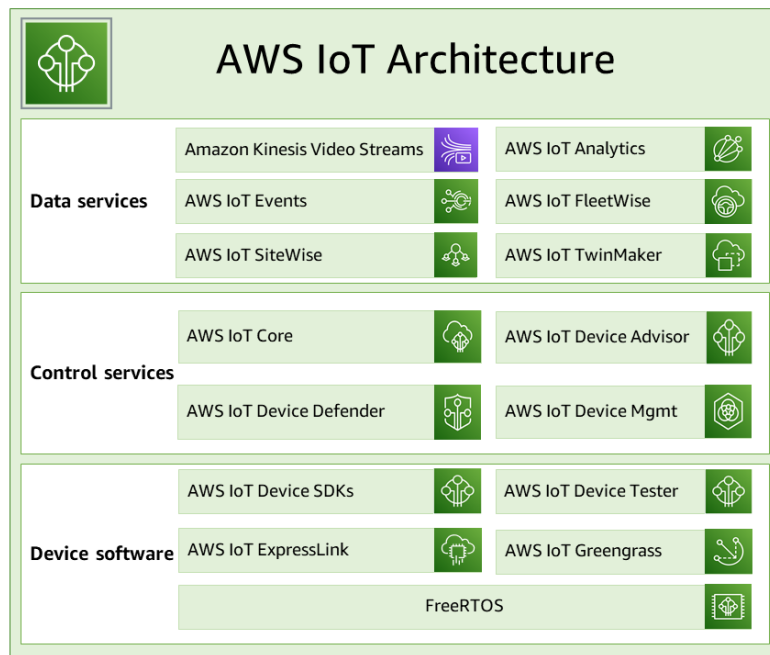 AWS IoT Architecture
Data services
Amazon Kinesis Video Streams
AWS IoT Analytics
AWS IoT Events
AWS IoT FleetWise
AWS IoT SiteWise
AWS IoT TwinMaker
Control services
AWS IoT Core
AWS IoT Device Advisor
AWS IoT Device Defender
AWS IoT Device Mgmt
Device software
AWS IoT Device SDKs
AWS IoT Device Tester
AWS IoT ExpressLink
AWS IoT Greengrass
FreeRTOS